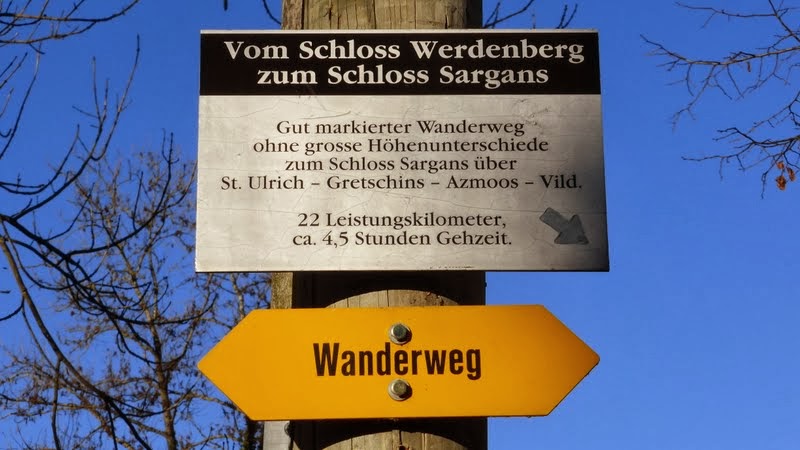 Vom Schloss Werdenberg
zum Schloss Sargans
Gut markierter Wanderweg
ohne grosse Höhenunterschiede
zum Schloss Sargans über
St. Ulrich – Gretschins – Azmoos – Vild.
22 Leistungskilometer,
ca. 4,5 Stunden Gehzeit.
Wanderweg